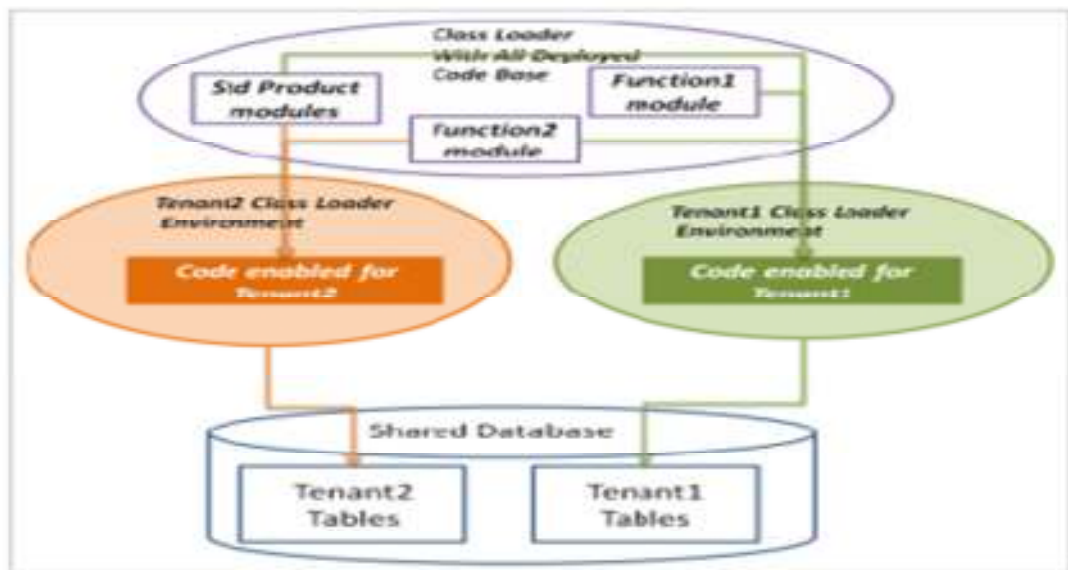 Class Loader
With All Deployed
Code Base
Std Product
modules
Function1
module
Function2
module
Tenant2 Class Loader
Environment
Code enabled for
Tenant2
Tenant1 Class Loader
Environment
Code enabled for
Tenant1
Shared Database
Tenant2
Tables
Tenant1
Tables